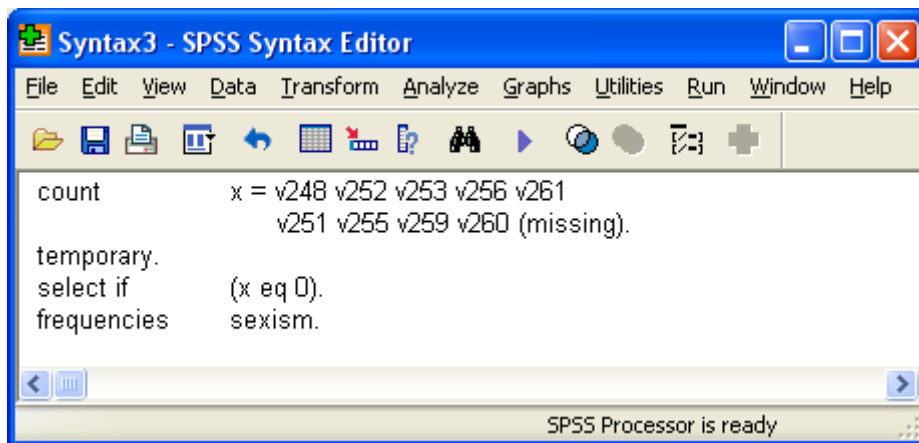 Syntax3 - SPSS Syntax Editor
File Edit View Data Transform Analyze Graphs Utilities Run Window Help
count x = v248 v252 v253 v256 v261
v251 v255 v259 v260 (missing).
temporary.
select if (x eq 0).
frequencies sexism.
SPSS Processor is ready